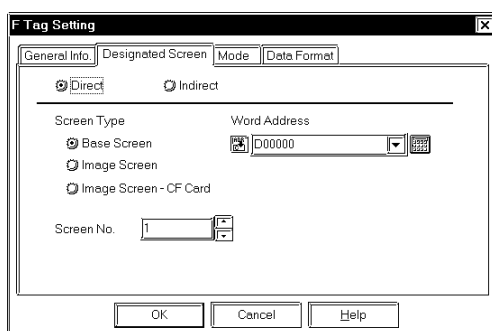 F Tag Setting
General Info. Designated Screen Mode Data Format
Direct Indirect
Screen Type Word Address
Base Screen D00000
Image Screen
Image Screen - CF Card
Screen No. 1
OK Cancel Help